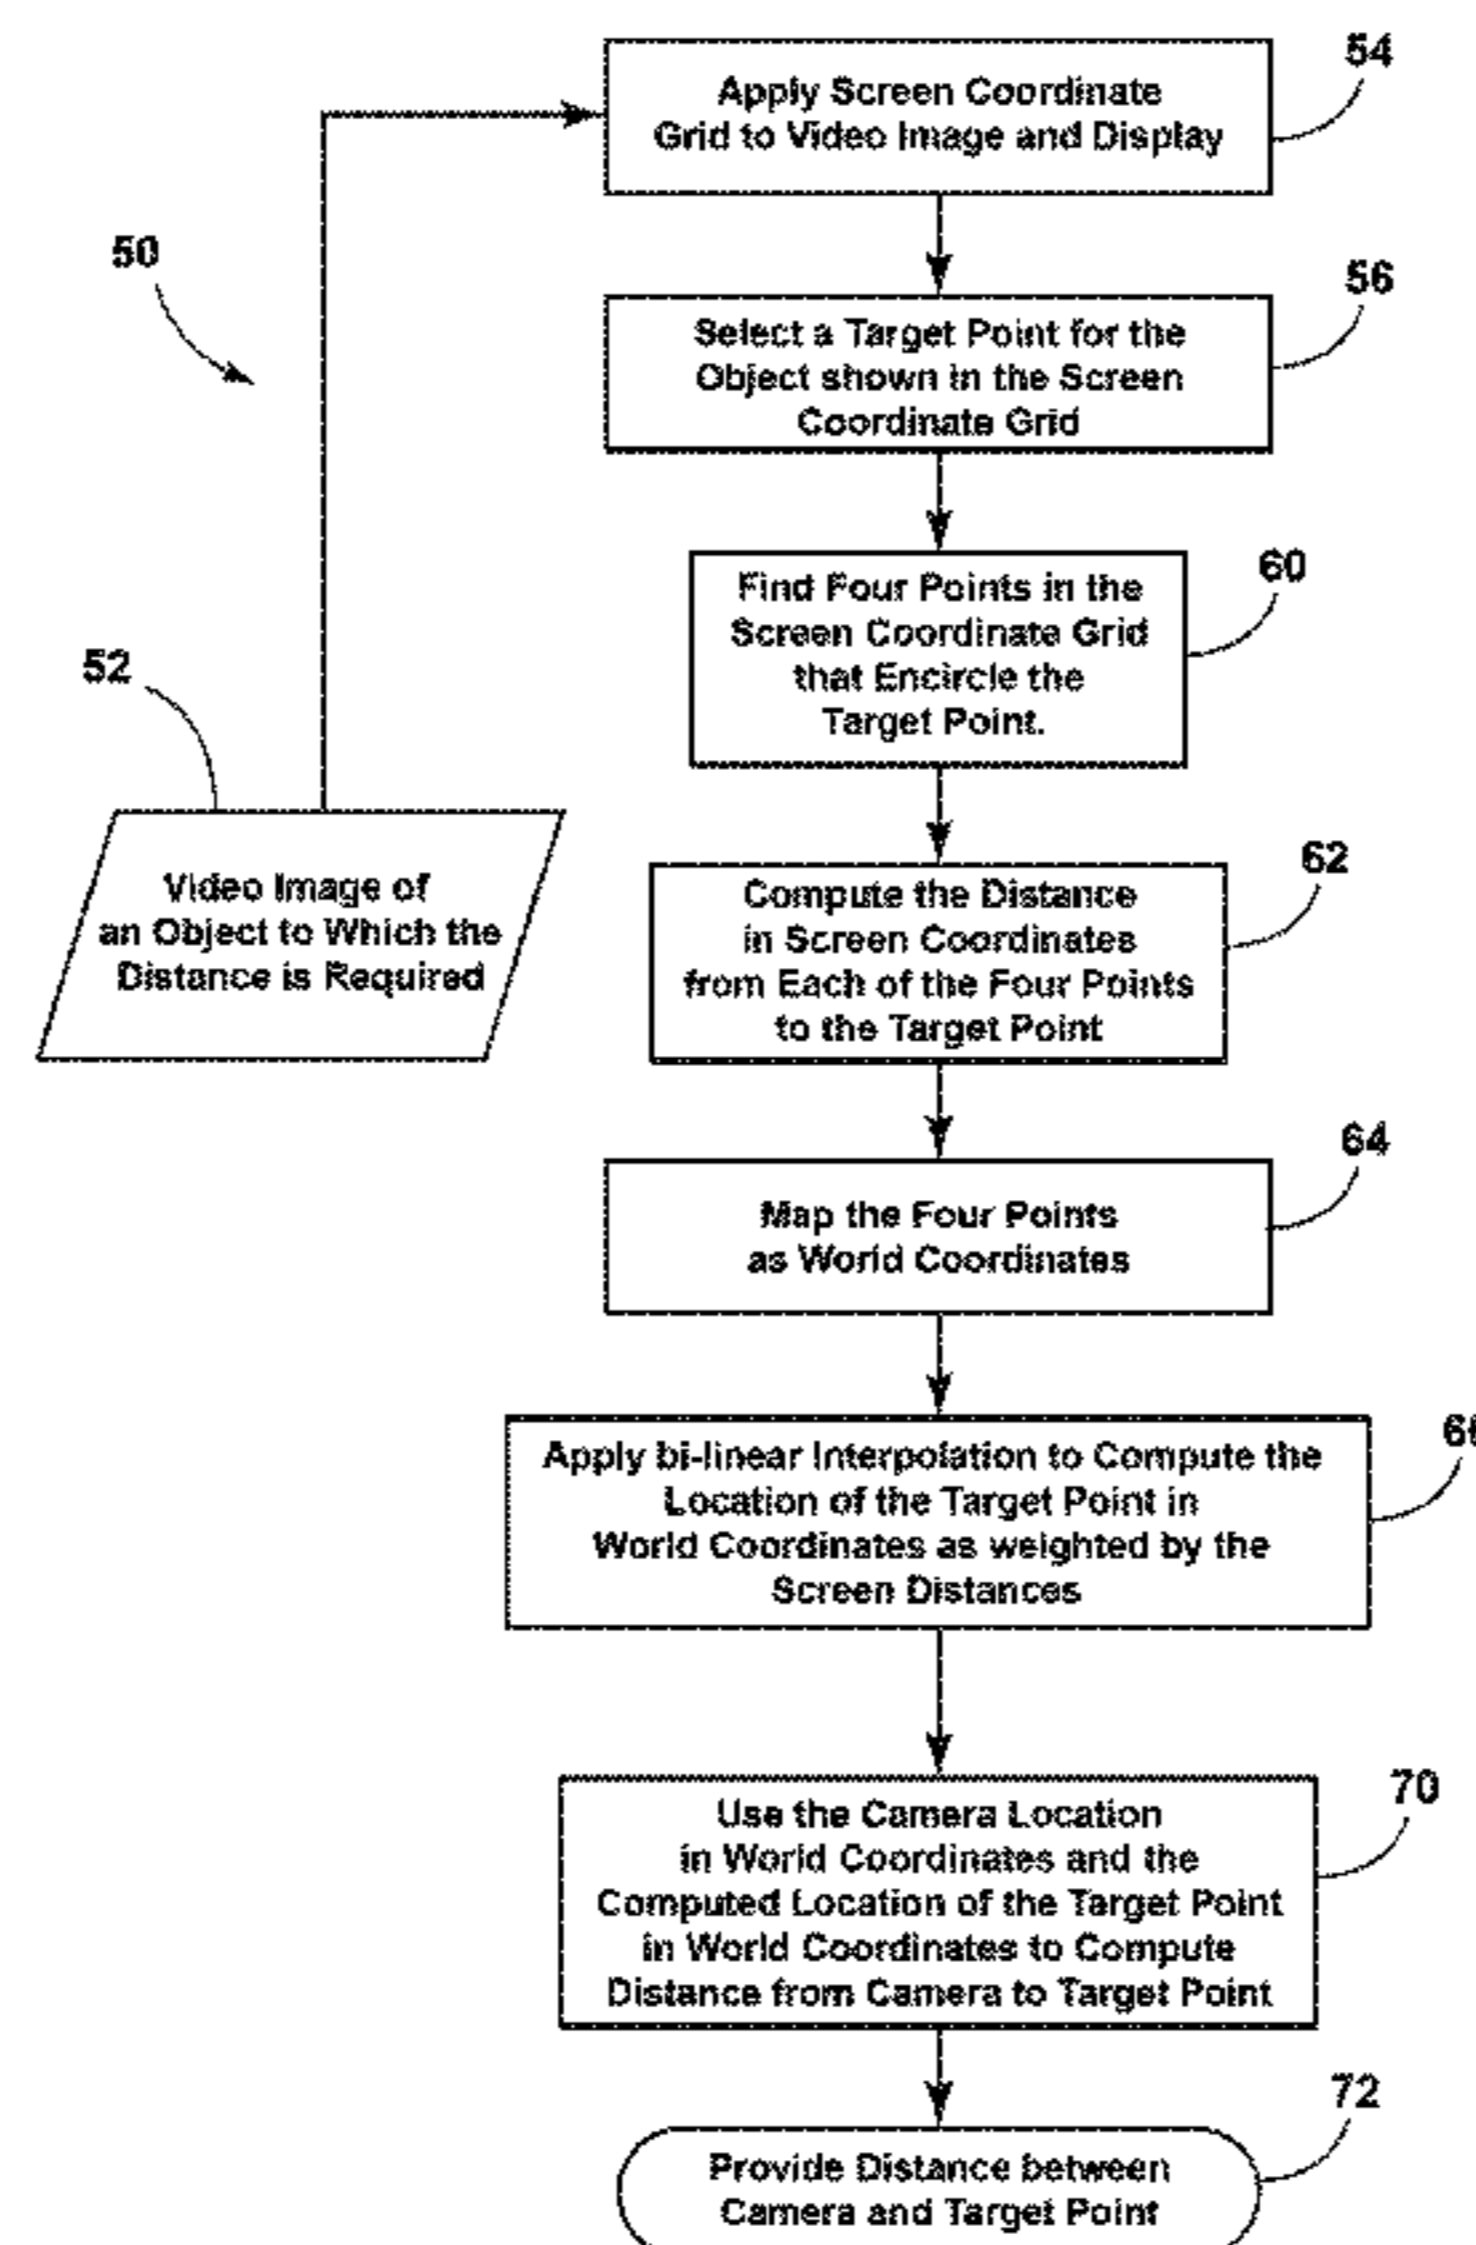 54
Apply Screen Coordinate
Grid to Video Image and Display
50
56
Select a Target Point for the
Object shown in the Screen
Coordinate Grid
60
Find Four Points in the
Screen Coordinate Grid
that Encircle the
Target Point.
52
Video Image of
an Object to Which the
Distance is Required
62
Compute the Distance
in Screen Coordinates
from Each of the Four Points
to the Target Point
64
Map the Four Points
as World Coordinates
Apply bi-linear Interpolation to Compute the
Location of the Target Point in
World Coordinates as weighted by the
Screen Distances
70
Use the Camera Location
in World Coordinates and the
Computed Location of the Target Point
in World Coordinates to Compute
Distance from Camera to Target Point
72
Provide Distance between
Camera and Target Point